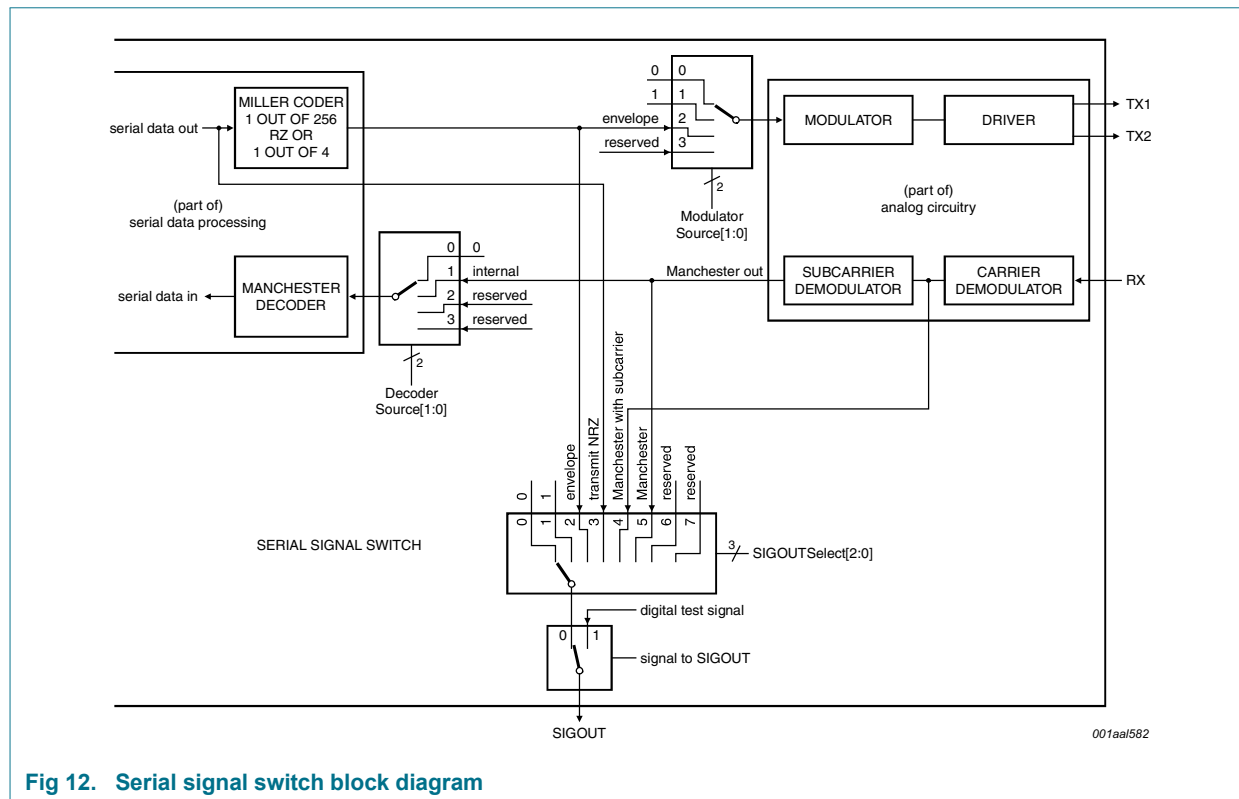 MILLER CODER
1 OUT OF 256
RZ OR
1 OUT OF 4
serial data out
(part of)
serial data processing
MANCHESTER
DECODER
serial data in
0
0
1
internal
2
reserved
3
reserved
2
Decoder
Source[1:0]
0
0
1
1
envelope
2
reserved
3
2
Modulator
Source[1:0]
MODULATOR
DRIVER
TX1
TX2
(part of)
analog circuitry
Manchester out
SUBCARRIER
DEMODULATOR
CARRIER
DEMODULATOR
RX
0
1
envelope
transmit NRZ
Manchester with subcarrier
Manchester
reserved
reserved
0
1
2
3
4
5
6
7
SERIAL SIGNAL SWITCH
3
SIGOUTSelect[2:0]
digital test signal
0
1
signal to SIGOUT
SIGOUT
001aal582
Fig 12. Serial signal switch block diagram